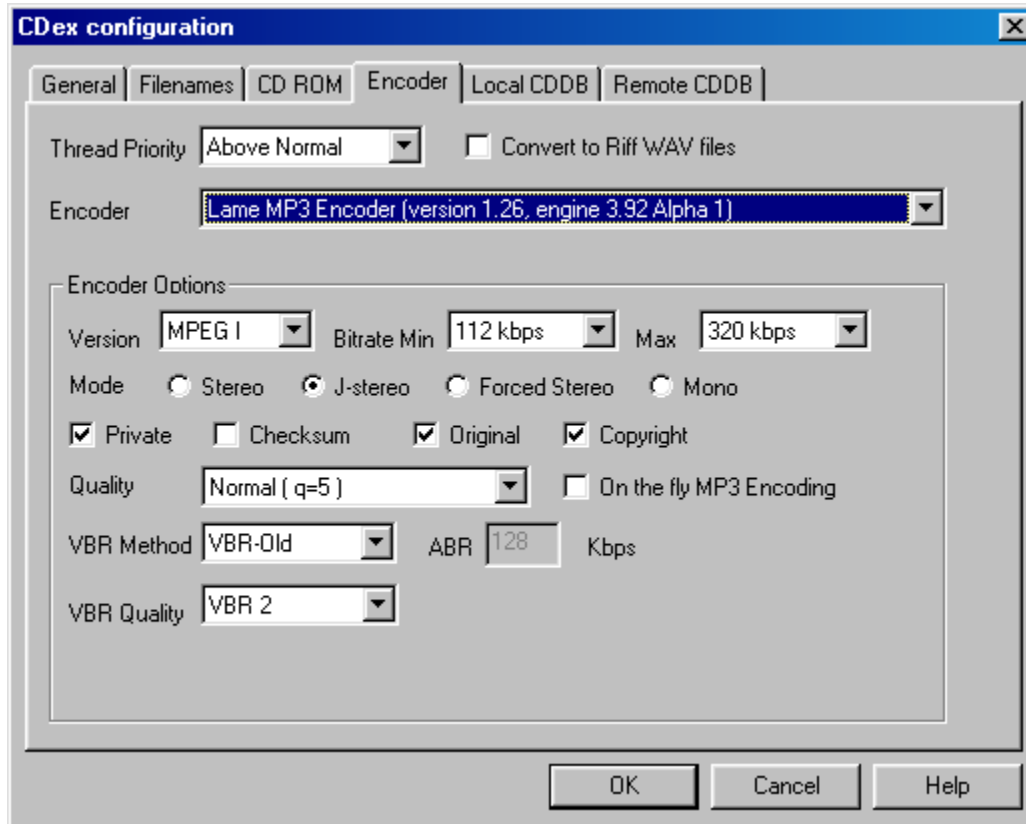 CDex configuration
General Filenames CD ROM Encoder Local CDDB Remote CDDB
Thread Priority Above Normal Convert to Riff WAV files
Encoder Lame MP3 Encoder (version 1.26, engine 3.92 Alpha 1)
Encoder Options
Version MPEG I Bitrate Min 112 kbps Max 320 kbps
Mode Stereo J-stereo Forced Stereo Mono
Private Checksum Original Copyright
Quality Normal ( q=5 ) On the fly MP3 Encoding
VBR Method VBR-Old ABR 128 Kbps
VBR Quality VBR 2
OK Cancel Help